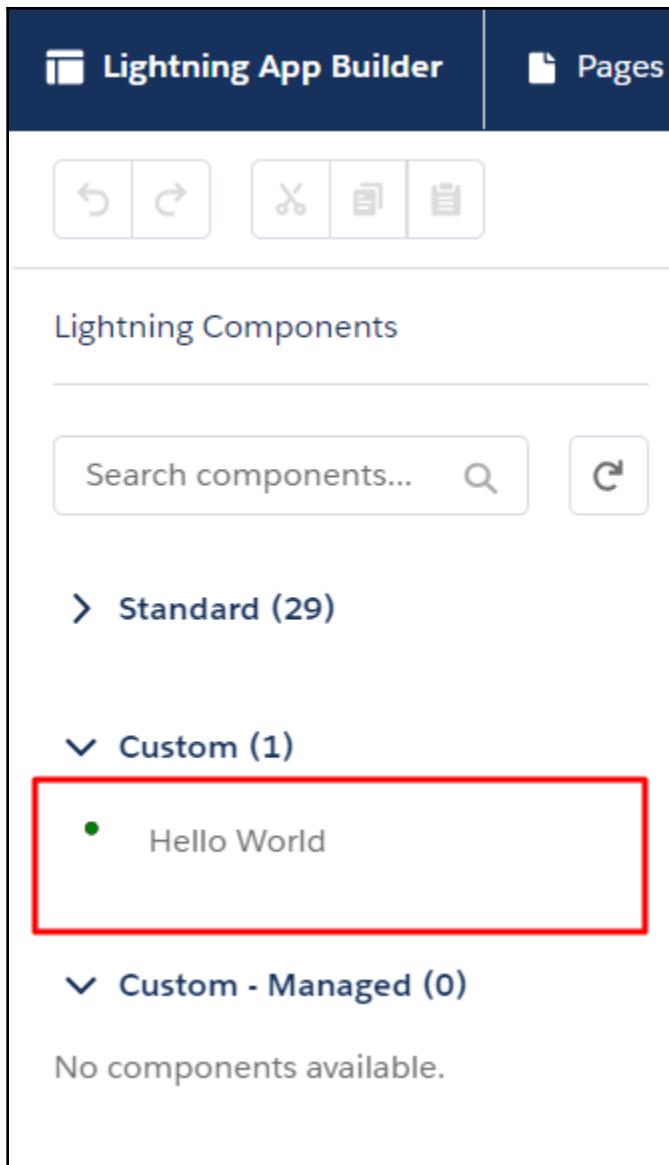 Lightning App Builder
Pages
Lightning Components
Search components...
Standard (29)
Custom (1)
Hello World
Custom - Managed (0)
No components available.